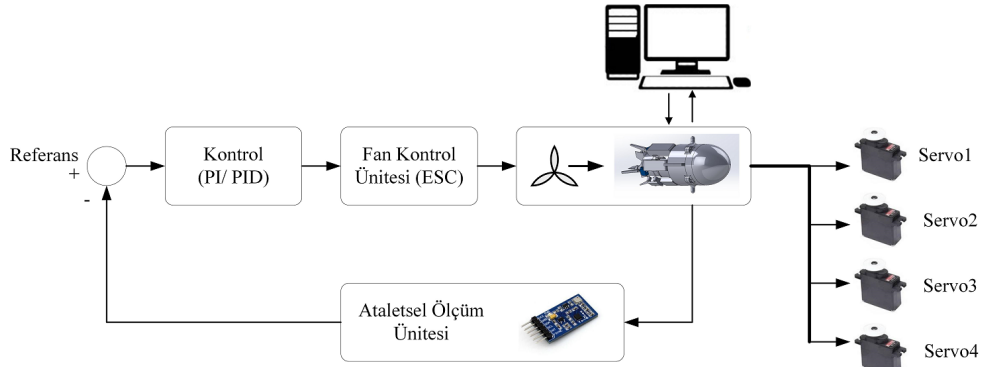 Referans
+
-
Kontrol
(PI/ PID)
Fan Kontrol
Ünitesi (ESC)
Servo1
Servo2
Servo3
Servo4
Ataletsel Ölçüm
Ünitesi